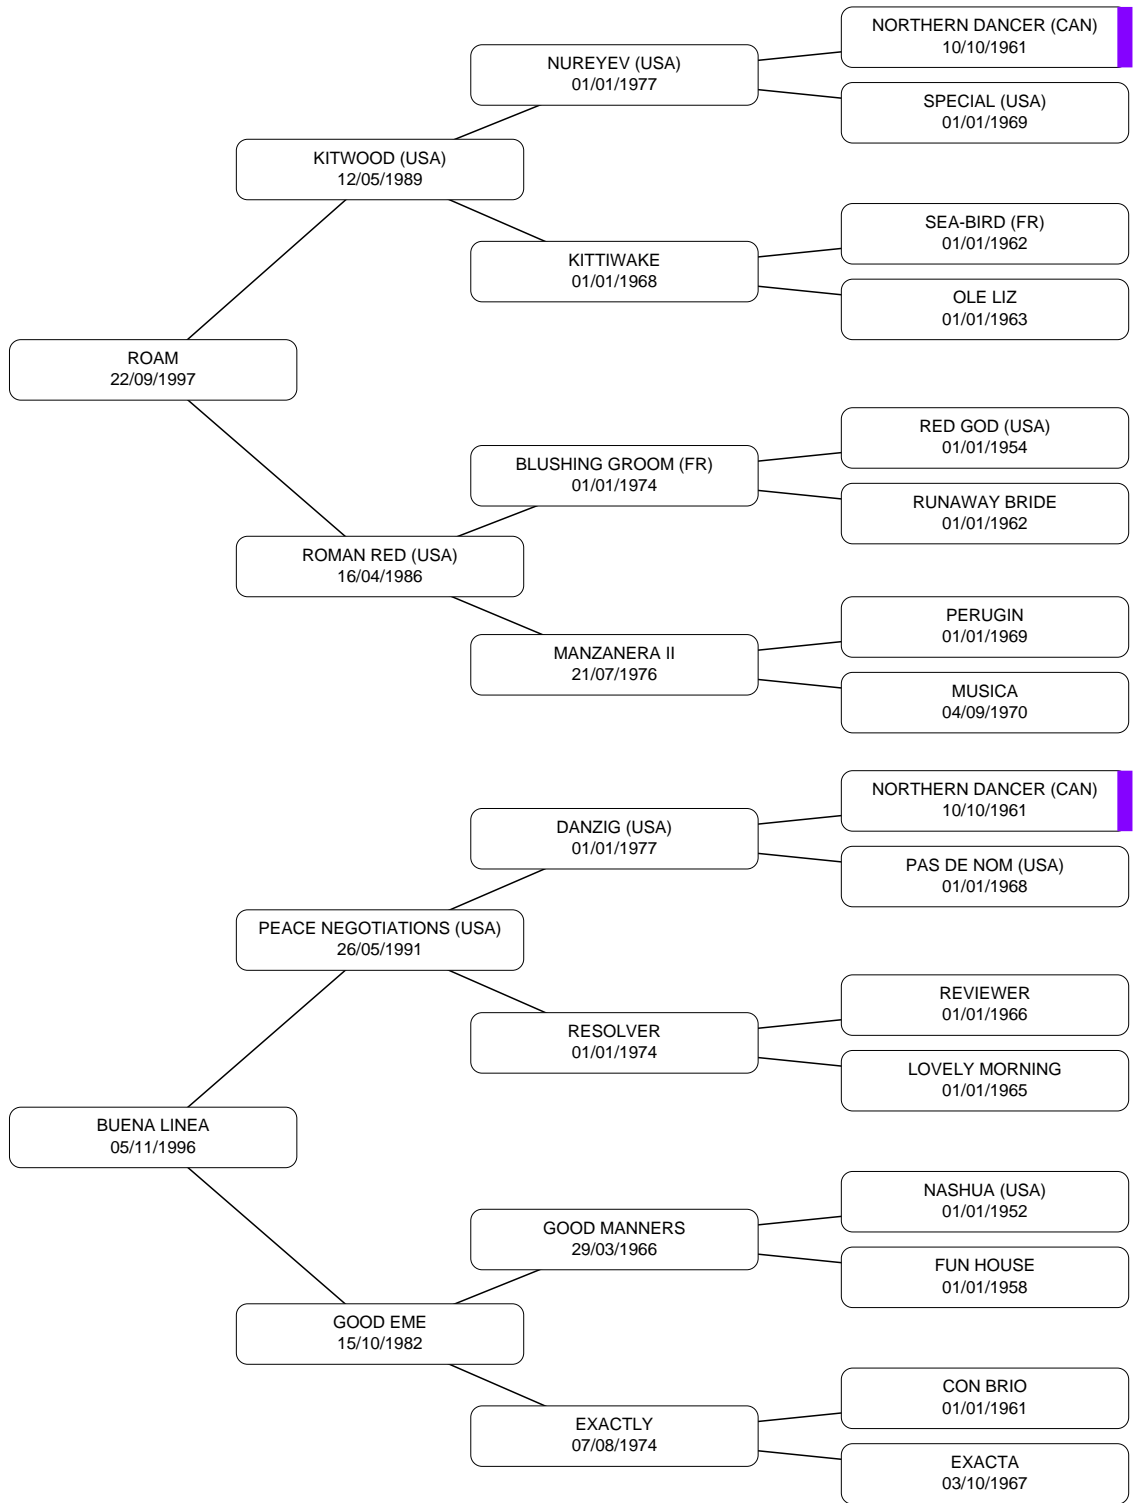 NORTHERN DANCER (CAN)
10/10/1961
NUREYEV (USA)
01/01/1977
SPECIAL (USA)
01/01/1969
KITWOOD (USA)
12/05/1989
SEA-BIRD (FR)
01/01/1962
KITTIWAKE
01/01/1968
OLE LIZ
01/01/1963
ROAM
22/09/1997
RED GOD (USA)
01/01/1954
BLUSHING GROOM (FR)
01/01/1974
RUNAWAY BRIDE
01/01/1962
ROMAN RED (USA)
16/04/1986
PERUGIN
01/01/1969
MANZANERA II
21/07/1976
MUSICA
04/09/1970
NORTHERN DANCER (CAN)
10/10/1961
DANZIG (USA)
01/01/1977
PAS DE NOM (USA)
01/01/1968
PEACE NEGOTIATIONS (USA)
26/05/1991
REVIEWER
01/01/1966
RESOLVER
01/01/1974
LOVELY MORNING
01/01/1965
BUENA LINEA
05/11/1996
NASHUA (USA)
01/01/1952
GOOD MANNERS
29/03/1966
FUN HOUSE
01/01/1958
GOOD EME
15/10/1982
CON BRIO
01/01/1961
EXACTLY
07/08/1974
EXACTA
03/10/1967